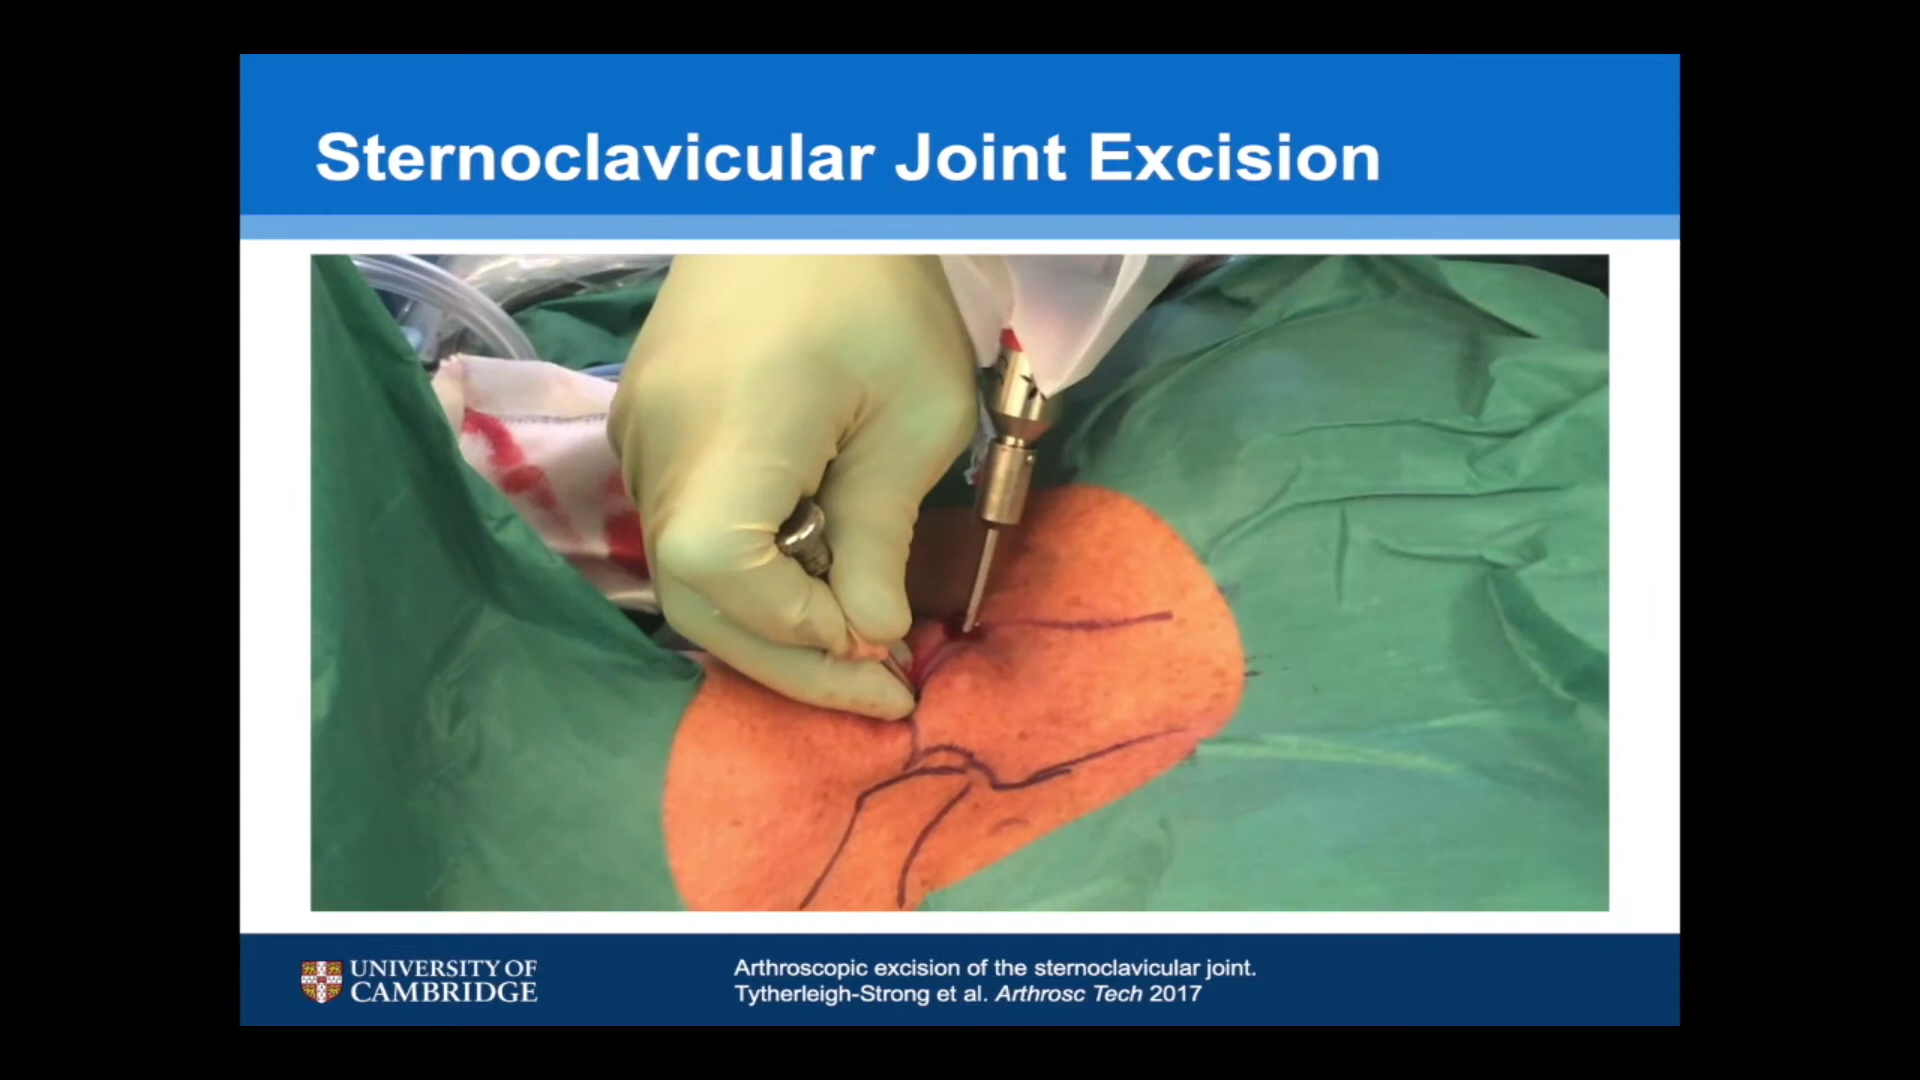 Sternoclavicular Joint Excision
UNIVERSITY OF
CAMBRIDGE
Arthroscopic excision of the sternoclavicular joint.
Tytherleigh-Strong et al. Arthrosc Tech 2017